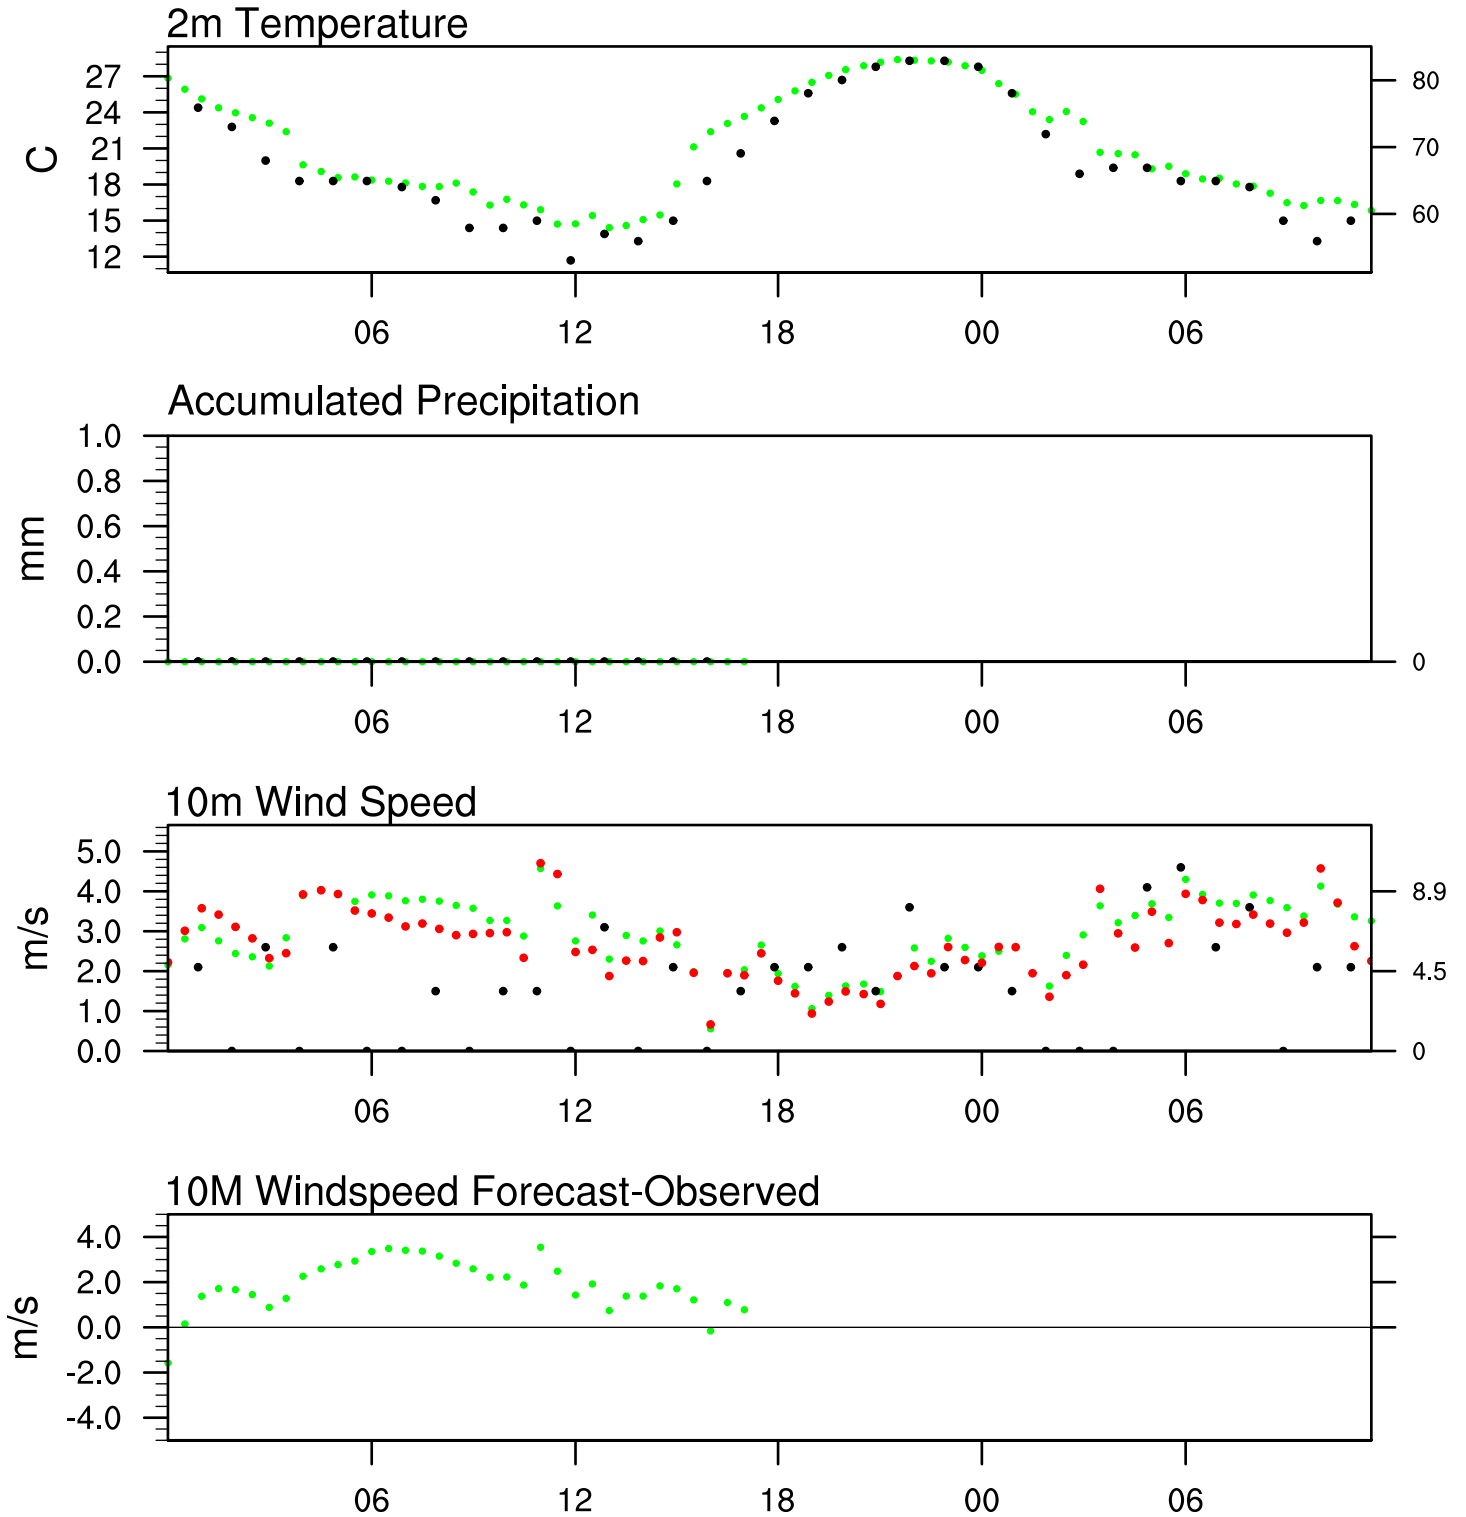 2m Temperature
27
24
21
18
15
12
C
80
70
60
06 12 18 00 06
Accumulated Precipitation
1.0
0.8
0.6
0.4
0.2
0.0
mm
0
06 12 18 00 06
10m Wind Speed
5.0
4.0
3.0
2.0
1.0
0.0
m/s
8.9
4.5
0
06 12 18 00 06
10M Windspeed Forecast-Observed
4.0
2.0
0.0
-2.0
-4.0
m/s
06 12 18 00 06